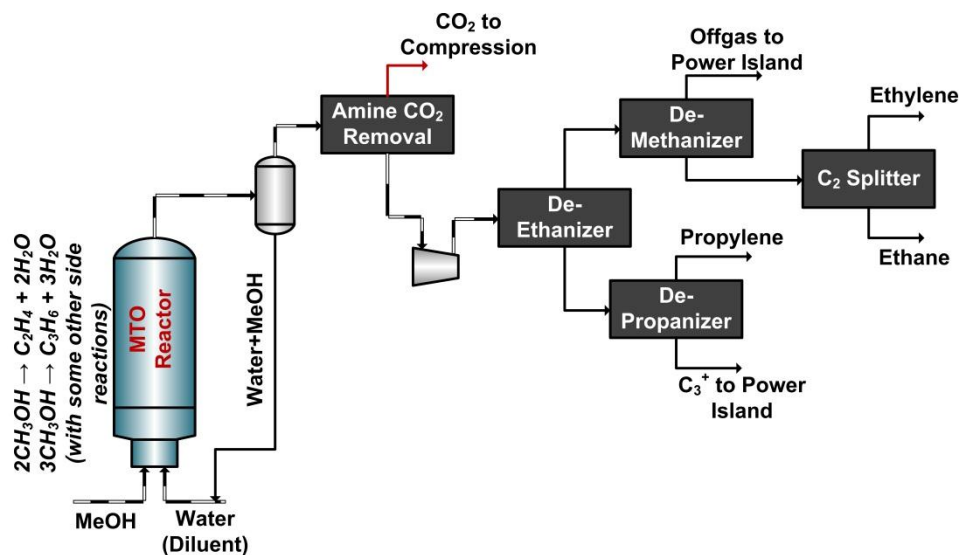 CO₂ to
Compression
Offgas to
Power Island
Amine CO₂
Removal
De-
Methanizer
Ethylene
C₂ Splitter
Ethane
De-
Ethanizer
Propylene
De-
Propanizer
C₃⁺ to Power
Island
2CH₃OH → C₂H₄ + 2H₂O
3CH₃OH → C₃H₆ + 3H₂O
(with some other side
reactions)
MTO
Reactor
Water+MeOH
MeOH
Water
(Diluent)